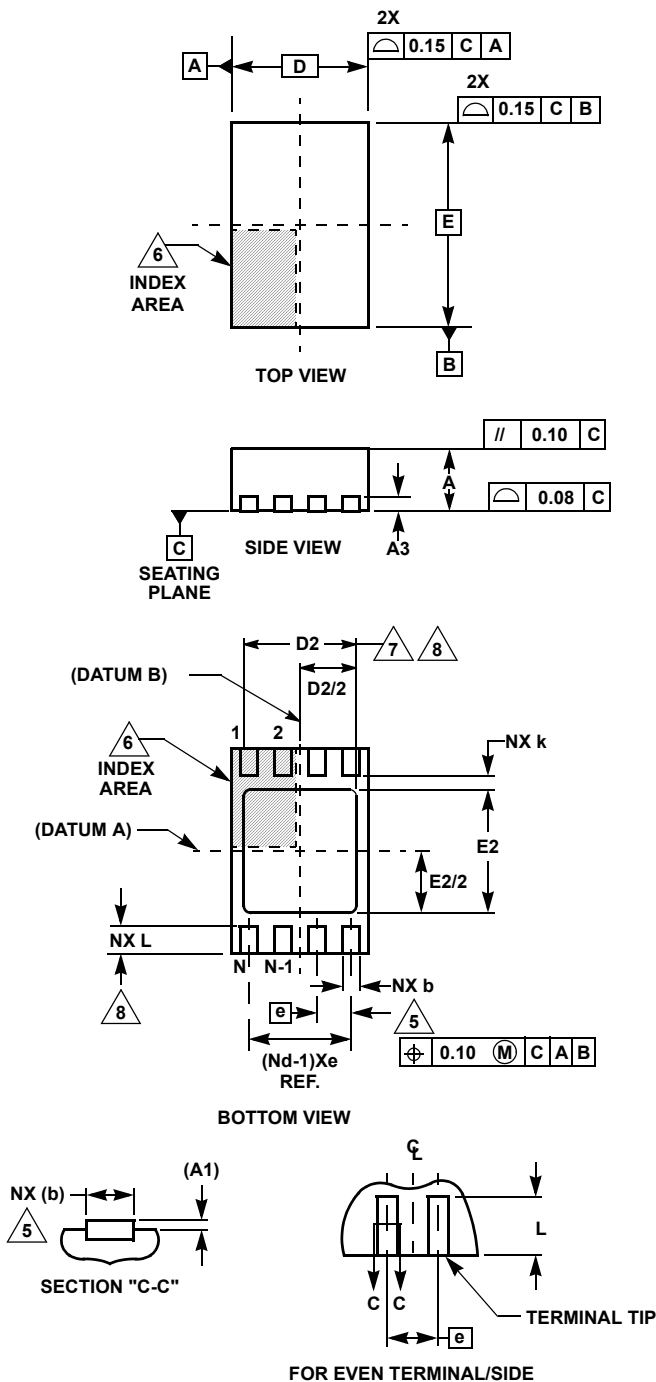 2X
⌓ 0.15 C A
A
D
2X
⌓ 0.15 C B
E
6
INDEX
AREA
B
TOP VIEW
// 0.10 C
A
⌓ 0.08 C
C
SIDE VIEW
A3
SEATING
PLANE
D2
7 8
(DATUM B)
D2/2
1 2
6
INDEX
AREA
NX k
(DATUM A)
E2
E2/2
NX L
N N-1
NX b
8
e
5
(Nd-1)Xe
REF.
⌖ 0.10 Ⓜ C A B
BOTTOM VIEW
(A1)
NX (b)
5
SECTION "C-C"
℄
L
C C
TERMINAL TIP
e
FOR EVEN TERMINAL/SIDE